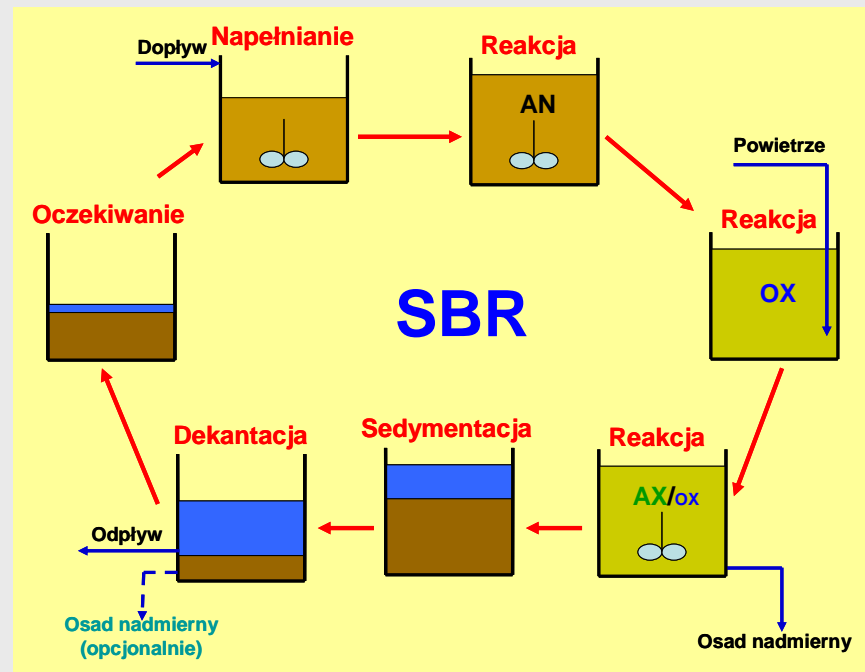 Napełnianie
Dopływ
Reakcja
AN
Powietrze
Reakcja
OX
Oczekiwanie
SBR
Dekantacja
Sedymentacja
Reakcja
AX/OX
Odpływ
Osad nadmierny
(opcjonalnie)
Osad nadmierny